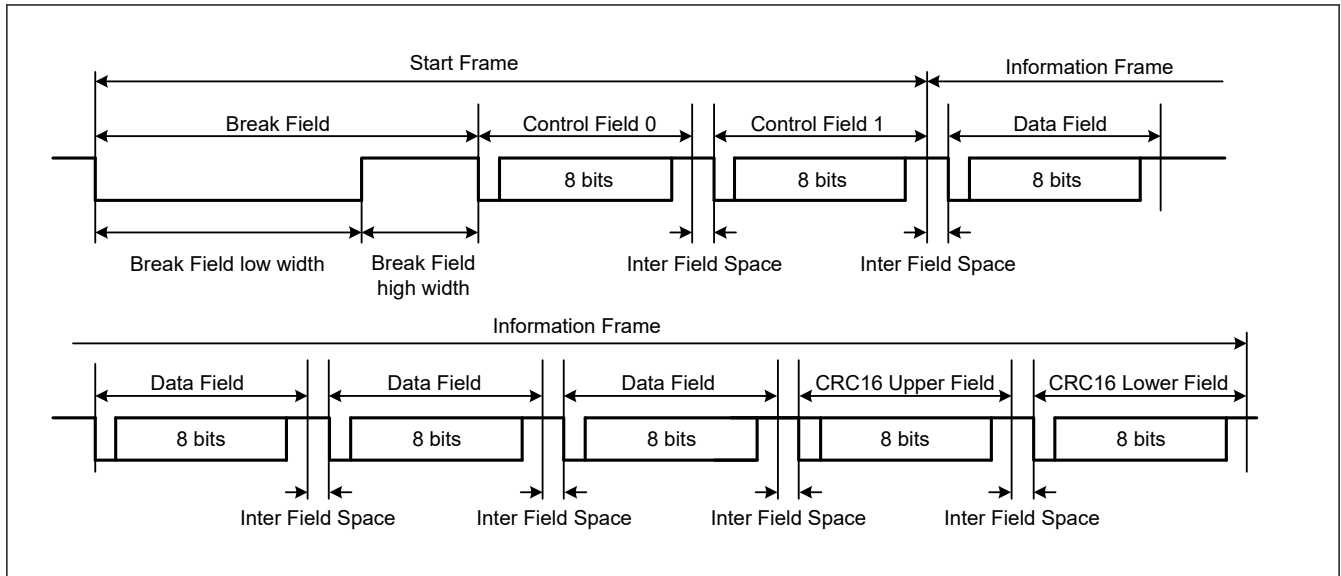 Start Frame
Information Frame
Break Field
Control Field 0
Control Field 1
Data Field
8 bits
8 bits
8 bits
Break Field low width
Break Field
high width
Inter Field Space
Inter Field Space
Information Frame
Data Field
Data Field
Data Field
CRC16 Upper Field
CRC16 Lower Field
8 bits
8 bits
8 bits
8 bits
8 bits
Inter Field Space
Inter Field Space
Inter Field Space
Inter Field Space